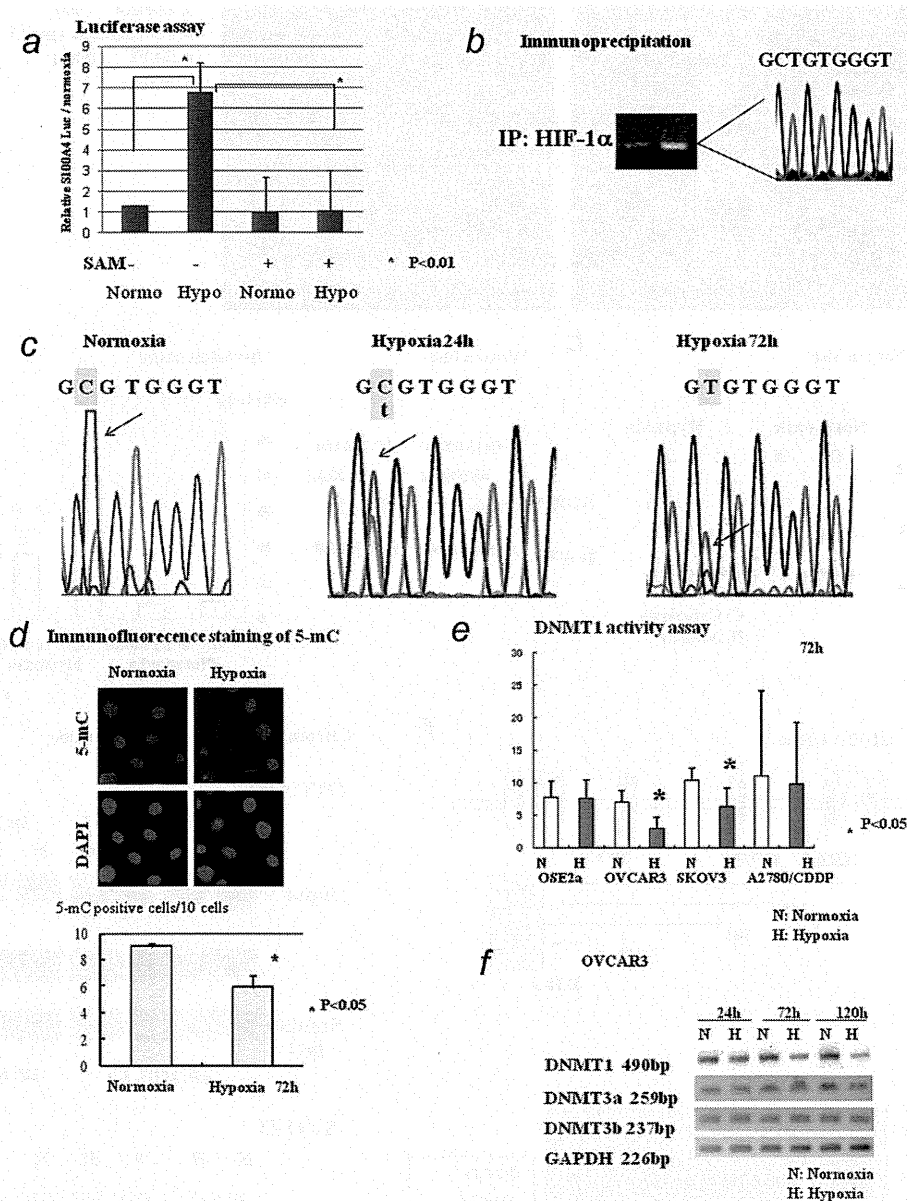 a Luciferase assay
Relative S100A4 Luc / normoxia
9
8
7
6
5
4
3
2
1
0
*
*
SAM - - + +
* P<0.01
Normo Hypo Normo Hypo
b Immunoprecipitation
GCTGTGGGT
IP: HIF-1α
c Normoxia
GCGTGGGT
Hypoxia 24h
GCGTGGGT
t
Hypoxia 72h
GTGTGGGT
d Immunofluorecence staining of 5-mC
Normoxia Hypoxia
5-mC
DAPI
5-mC positive cells/10 cells
10
8
6
4
2
0
*
* P<0.05
Normoxia Hypoxia 72h
e DNMT1 activity assay
72h
30
25
20
15
10
5
0
* *
* P<0.05
N H N H N H N H
OSE2a OVCAR3 SKOV3 A2780/CDDP
N: Normoxia
H: Hypoxia
f OVCAR3
24h 72h 120h
N H N H N H
DNMT1 490bp
DNMT3a 259bp
DNMT3b 237bp
GAPDH 226bp
N: Normoxia
H: Hypoxia